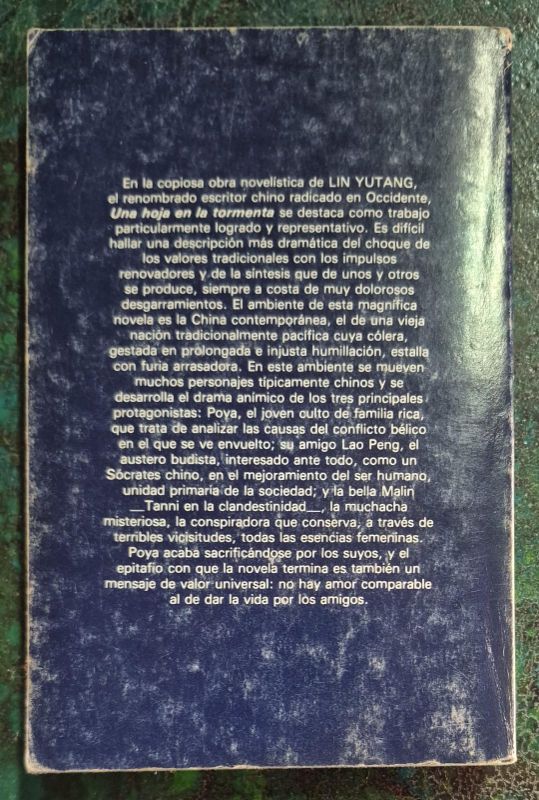 En la copiosa obra novelística de LIN YUTANG,
el renombrado escritor chino radicado en Occidente,
Una hoja en la tormenta se destaca como trabajo
particularmente logrado y representativo. Es difícil
hallar una descripción más dramática del choque de
los valores tradicionales con los impulsos
renovadores y de la síntesis que de unos y otros
se produce, siempre a costa de muy dolorosos
desgarramientos. El ambiente de esta magnífica
novela es la China contemporánea, el de una vieja
nación tradicionalmente pacífica cuya cólera,
gestada en prolongada e injusta humillación, estalla
con furia arrasadora. En este ambiente se mueven
muchos personajes típicamente chinos y se
desarrolla el drama anímico de los tres principales
protagonistas: Poya, el joven culto de familia rica,
que trata de analizar las causas del conflicto bélico
en el que se ve envuelto; su amigo Lao Peng, el
austero budista, interesado ante todo, como un
Sócrates chino, en el mejoramiento del ser humano,
unidad primaria de la sociedad; y la bella Malin
__Tanni en la clandestinidad__, la muchacha
misteriosa, la conspiradora que conserva, a través de
terribles vicisitudes, todas las esencias femeninas.
Poya acaba sacrificándose por los suyos, y el
epitafio con que la novela termina es también un
mensaje de valor universal: no hay amor comparable
al de dar la vida por los amigos.